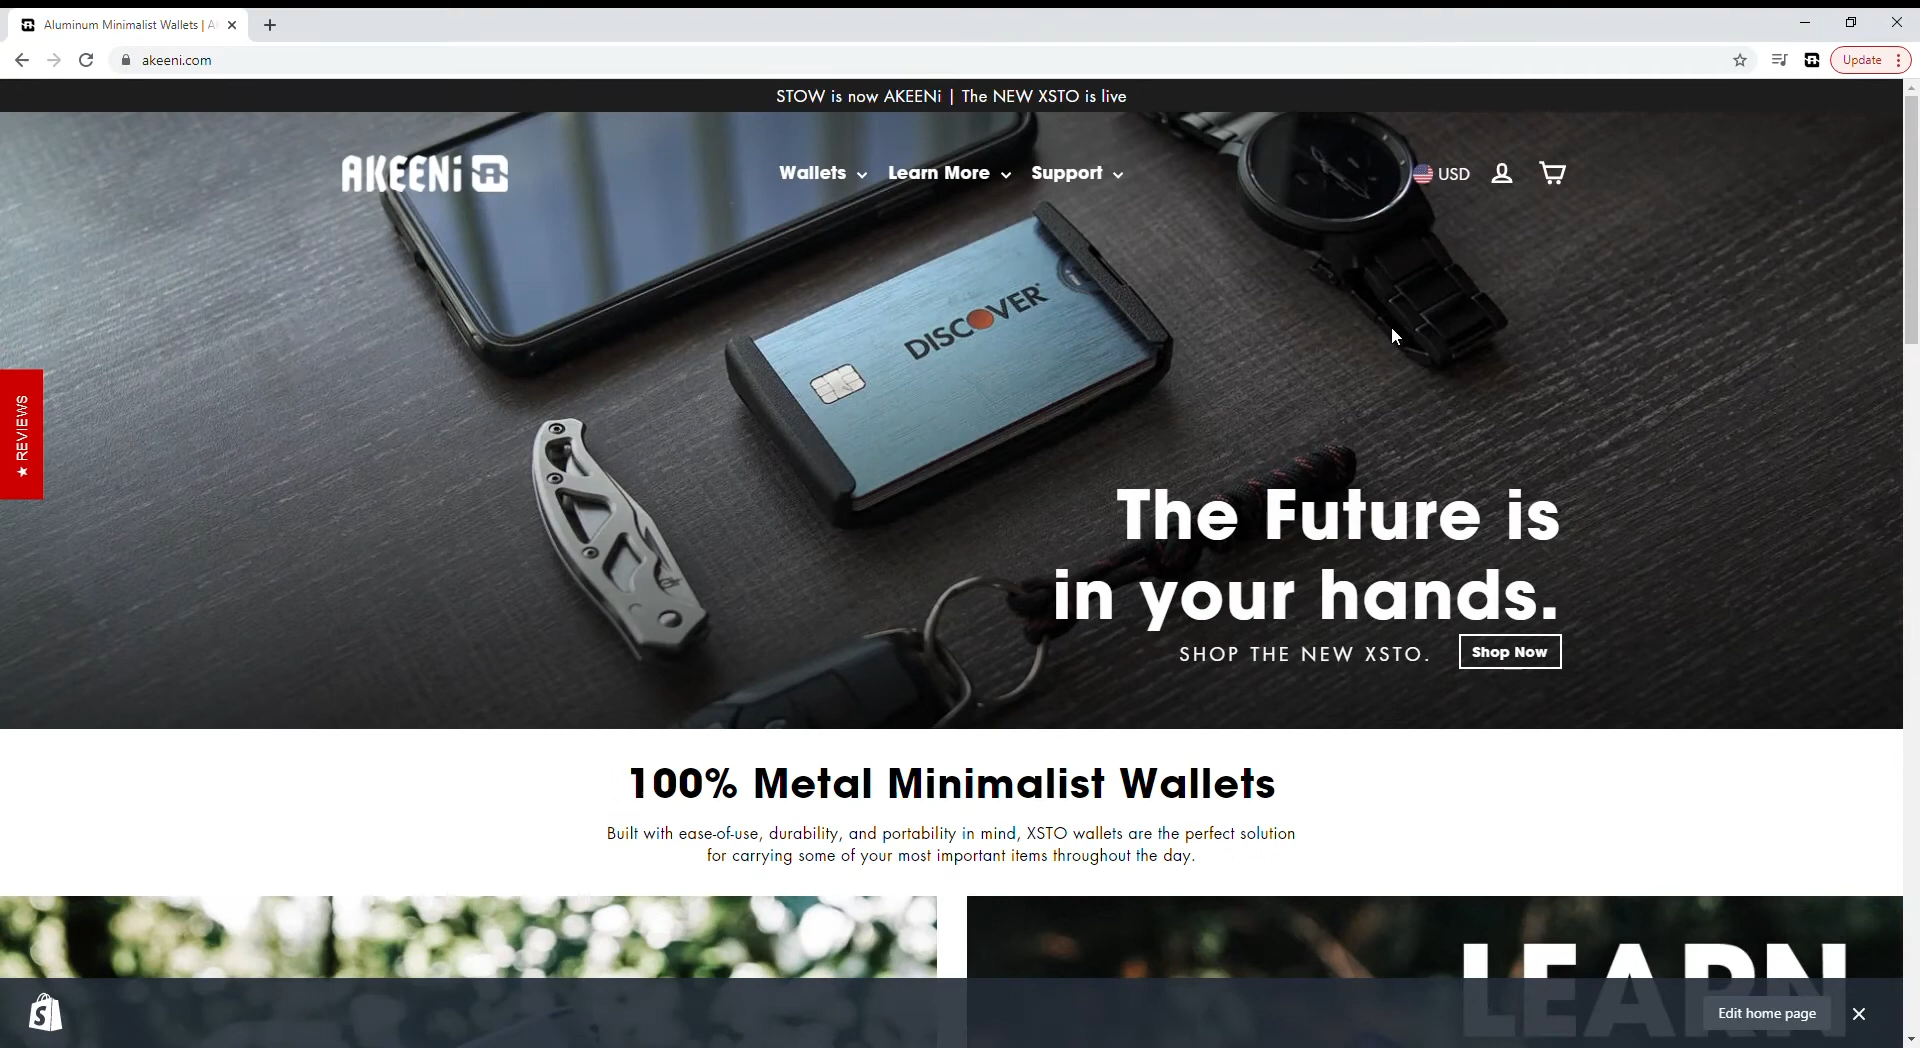 Aluminum Minimalist Wallets | A
akeeni.com
Update
STOW is now AKEENi | The NEW XSTO is live
AKEENi
Wallets
Learn More
Support
USD
DISCOVER
★ REVIEWS
The Future is
in your hands.
SHOP THE NEW XSTO.
Shop Now
100% Metal Minimalist Wallets
Built with ease-of-use, durability, and portability in mind, XSTO wallets are the perfect solution
for carrying some of your most important items throughout the day.
LEARN
Edit home page